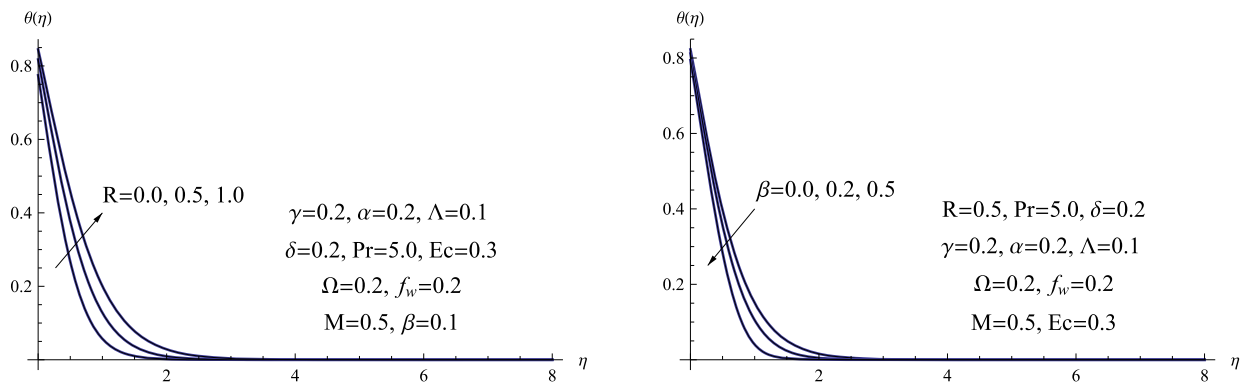 θ(η)
0.8
0.6
0.4
0.2
R=0.0, 0.5, 1.0
γ=0.2, α=0.2, Λ=0.1
δ=0.2, Pr=5.0, Ec=0.3
Ω=0.2, f_w=0.2
M=0.5, β=0.1
2 4 6 8 η
θ(η)
0.8
0.6
0.4
0.2
β=0.0, 0.2, 0.5
R=0.5, Pr=5.0, δ=0.2
γ=0.2, α=0.2, Λ=0.1
Ω=0.2, f_w=0.2
M=0.5, Ec=0.3
2 4 6 8 η